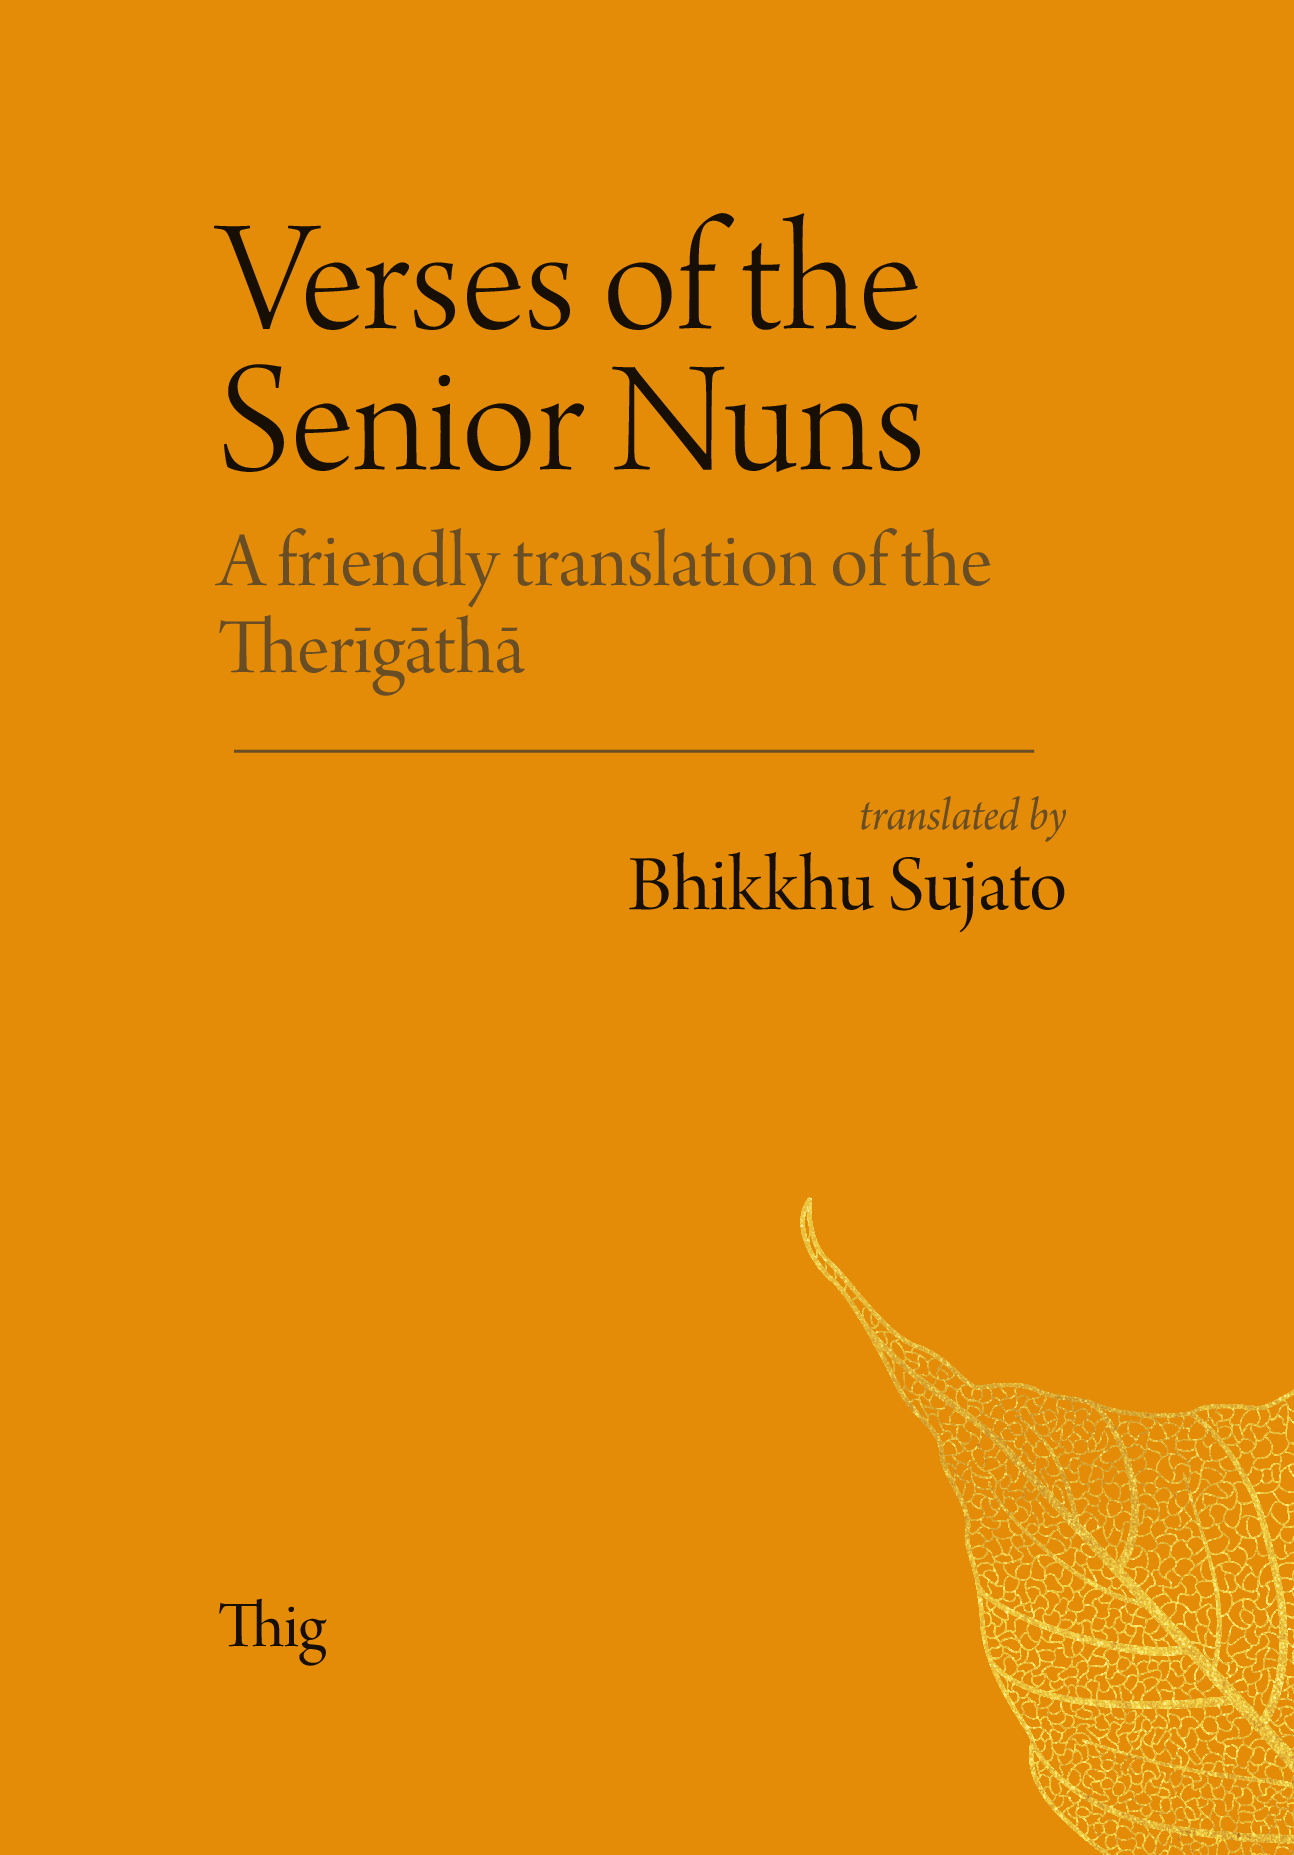 Verses of the
Senior Nuns
A friendly translation of the
Therīgāthā
translated by
Bhikkhu Sujato
Thig